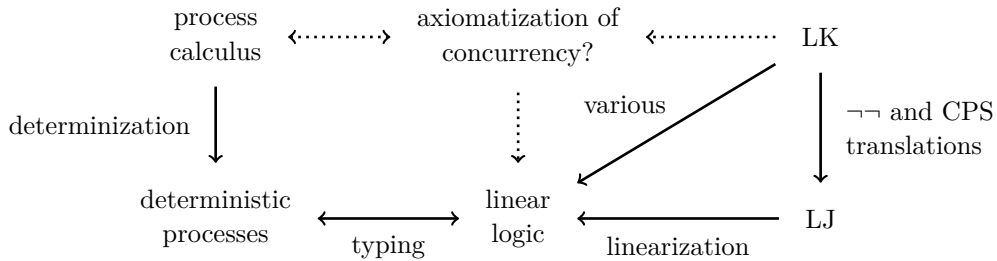 process
calculus
axiomatization of
concurrency?
LK
determinization
various
¬¬ and CPS
translations
deterministic
processes
typing
linear
logic
linearization
LJ